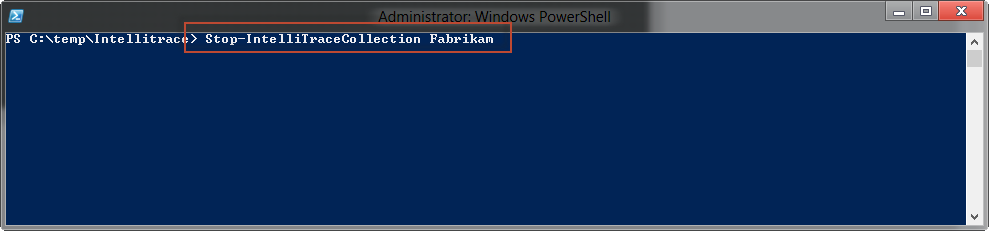 Administrator: Windows PowerShell
PS C:\temp\Intellitrace> Stop-IntelliTraceCollection Fabrikam